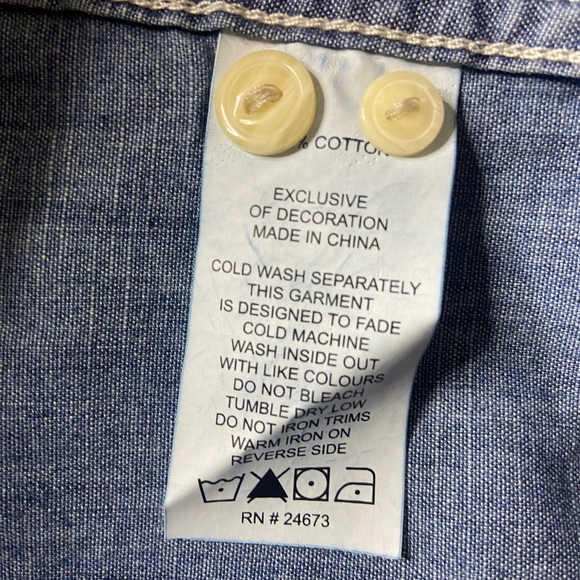 % COTTON
EXCLUSIVE
OF DECORATION
MADE IN CHINA
COLD WASH SEPARATELY
THIS GARMENT
IS DESIGNED TO FADE
COLD MACHINE
WASH INSIDE OUT
WITH LIKE COLOURS
DO NOT BLEACH
TUMBLE DRY LOW
DO NOT IRON TRIMS
WARM IRON ON
REVERSE SIDE
RN # 24673